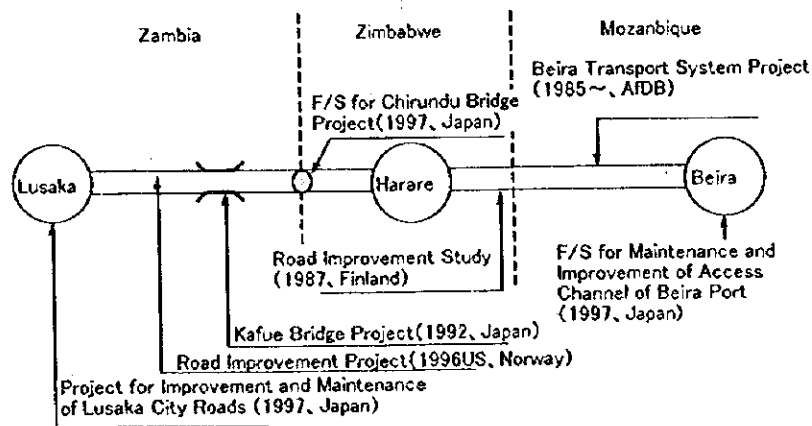 Zambia
Zimbabwe
Mozanbique
Beira Transport System Project
(1985～、AfDB)
F/S for Chirundu Bridge
Project(1997、Japan)
Lusaka
Harare
Beira
Road Improvement Study
(1987、Finland)
F/S for Maintenance and
Improvement of Access
Channel of Beira Port
(1997、Japan)
Kafue Bridge Project(1992、Japan)
Road Improvement Project(1996US、Norway)
Project for Improvement and Maintenance
of Lusaka City Roads (1997、Japan)